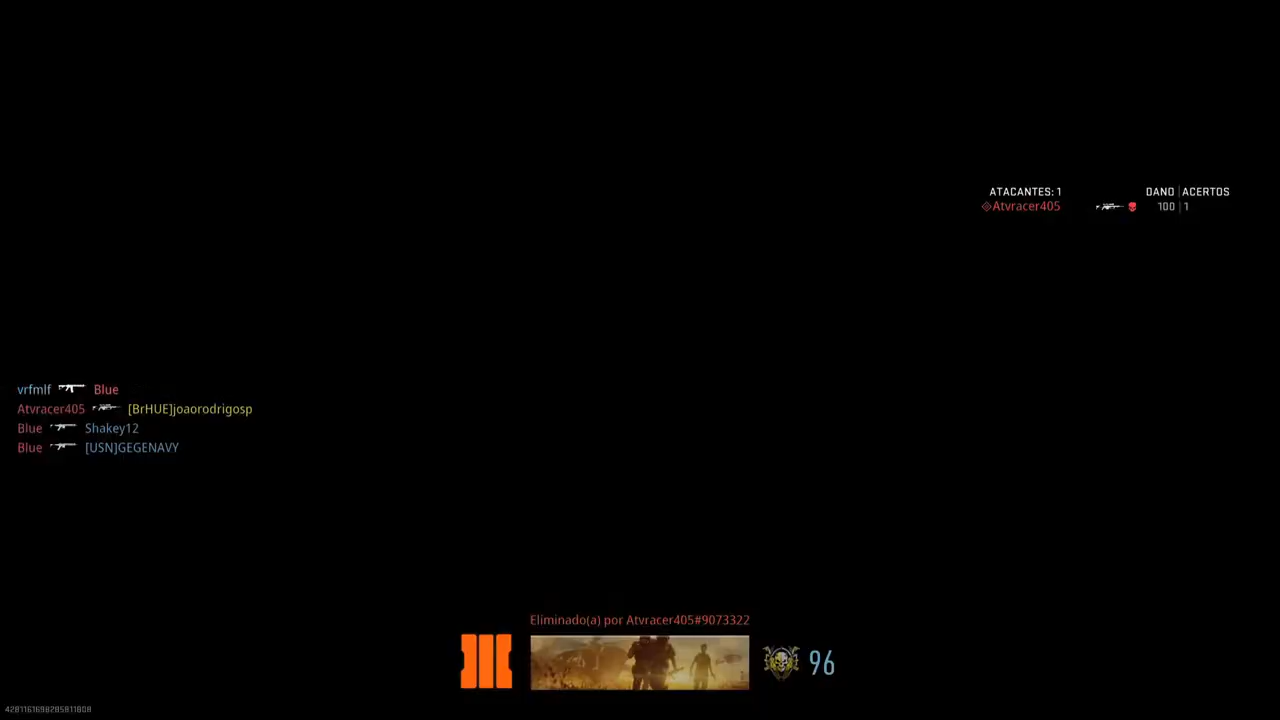 ATACANTES: 1 DANO | ACERTOS
Atvracer405 100 | 1
vrfmlf Blue
Atvracer405 [BrHUE]joaorodrigosp
Blue Shakey12
Blue [USN]GEGENAVY
Eliminado(a) por Atvracer405#9073322
III 96